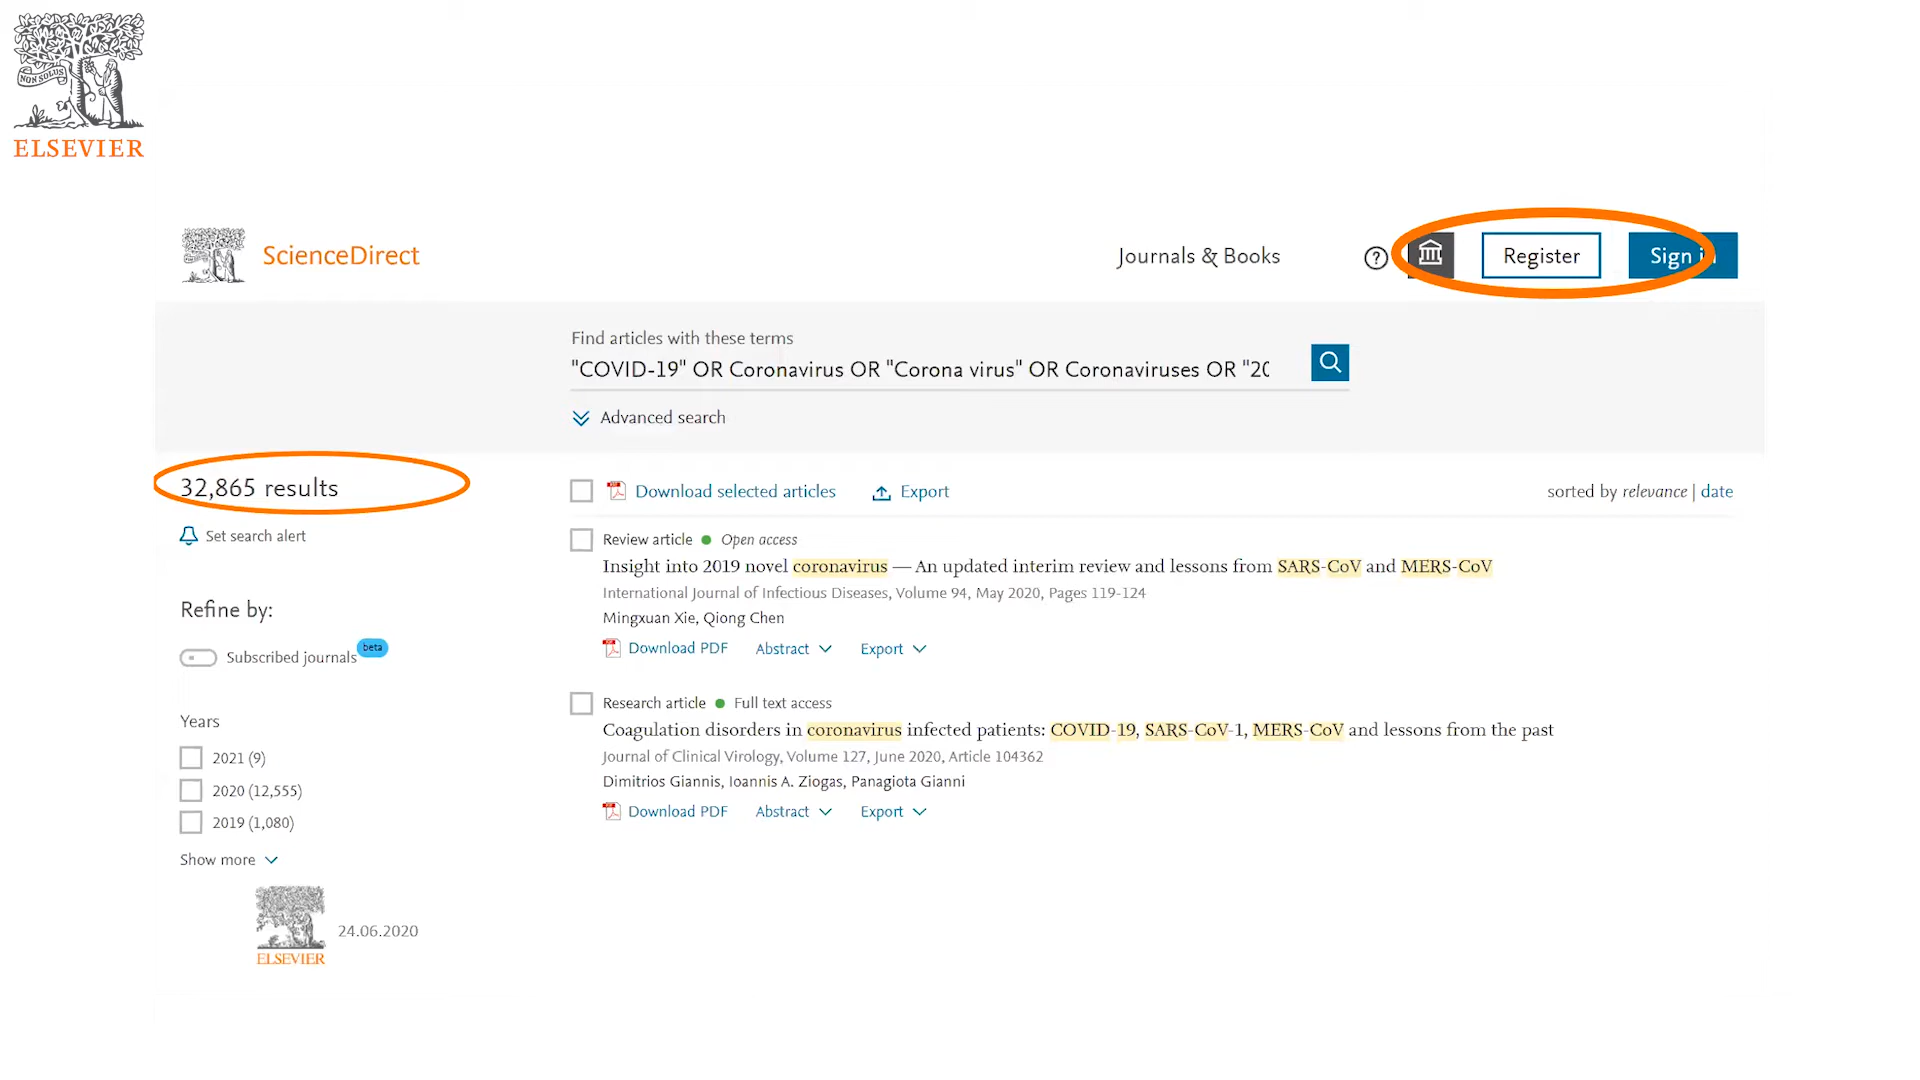 NON SOLUS
ELSEVIER
ScienceDirect
Journals & Books
?
Register
Sign i
Find articles with these terms
"COVID-19" OR Coronavirus OR "Corona virus" OR Coronaviruses OR "20
Advanced search
32,865 results
Set search alert
Download selected articles
Export
sorted by relevance | date
Review article Open access
Insight into 2019 novel coronavirus — An updated interim review and lessons from SARS-CoV and MERS-CoV
International Journal of Infectious Diseases, Volume 94, May 2020, Pages 119-124
Mingxuan Xie, Qiong Chen
Download PDF Abstract Export
Refine by:
Subscribed journals beta
Research article Full text access
Coagulation disorders in coronavirus infected patients: COVID-19, SARS-CoV-1, MERS-CoV and lessons from the past
Journal of Clinical Virology, Volume 127, June 2020, Article 104362
Dimitrios Giannis, Ioannis A. Ziogas, Panagiota Gianni
Download PDF Abstract Export
Years
2021 (9)
2020 (12,555)
2019 (1,080)
Show more
ELSEVIER
24.06.2020